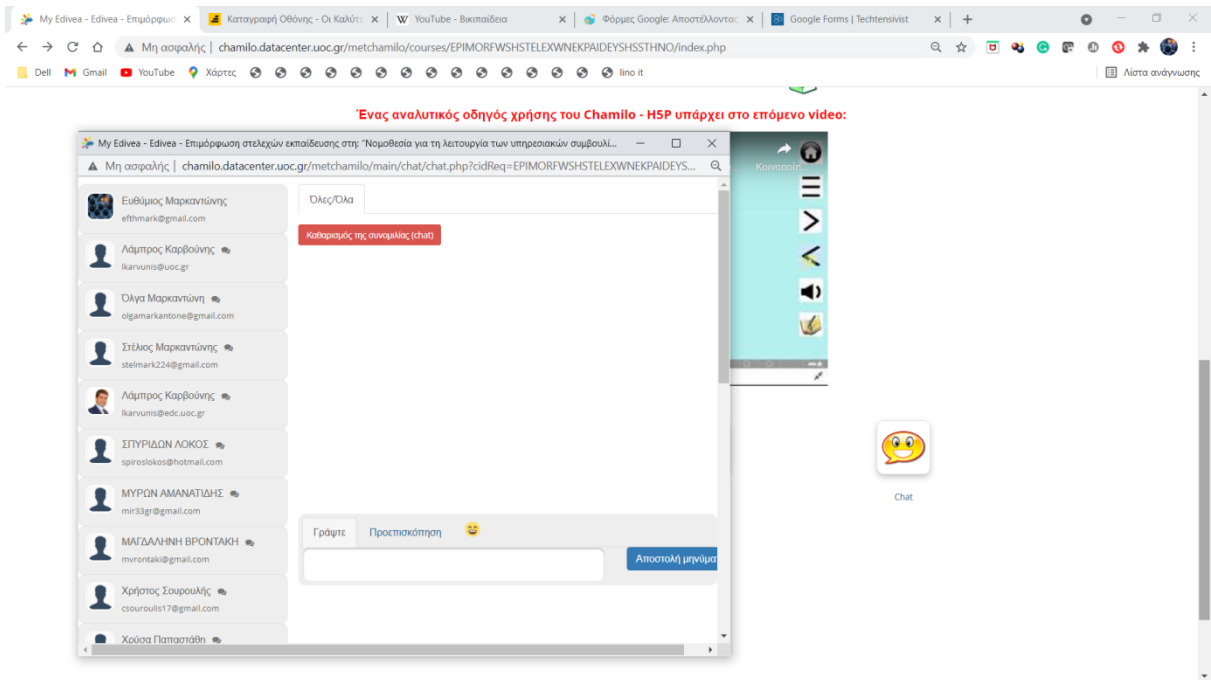 My Edivea - Edivea - Επιμόρφωσ
Καταγραφή Οθόνης - Οι Καλύτε
YouTube - Βικιπαίδεια
Φόρμες Google: Αποστέλλοντας
Google Forms | Techtensivist
Μη ασφαλής | chamilo.datacenter.uoc.gr/metchamilo/courses/EPIMORFWSHSTELEXWNEKPAIDEYSHSSTHNO/index.php
Dell Gmail YouTube Χάρτες lino it Λίστα ανάγνωσης
Ένας αναλυτικός οδηγός χρήσης του Chamilo - H5P υπάρχει στο επόμενο video:
My Edivea - Edivea - Επιμόρφωση στελεχών εκπαίδευσης στη: "Νομοθεσία για τη λειτουργία των υπηρεσιακών συμβουλί...
Μη ασφαλής | chamilo.datacenter.uoc.gr/metchamilo/main/chat/chat.php?cidReq=EPIMORFWSHSTELEXWNEKPAIDEYS...
Κοινοποίη
Ευθύμιος Μαρκαντώνης
efthmark@gmail.com
Λάμπρος Καρβούνης
lkarvunis@uoc.gr
Όλγα Μαρκαντώνη
olgamarkantone@gmail.com
Στέλιος Μαρκαντώνης
stelmark224@gmail.com
Λάμπρος Καρβούνης
lkarvunis@edc.uoc.gr
ΣΠΥΡΙΔΩΝ ΛΟΚΟΣ
spiroslokos@hotmail.com
ΜΥΡΩΝ ΑΜΑΝΑΤΙΔΗΣ
mir33gr@gmail.com
ΜΑΓΔΑΛΗΝΗ ΒΡΟΝΤΑΚΗ
mvrontaki@gmail.com
Χρήστος Σουρουλής
csouroulis17@gmail.com
Χρύσα Παπαστάθη
Όλες/Όλα
Καθαρισμός της συνομιλίας (chat)
Γράψτε Προεπισκόπηση
Αποστολή μηνύμα
Chat